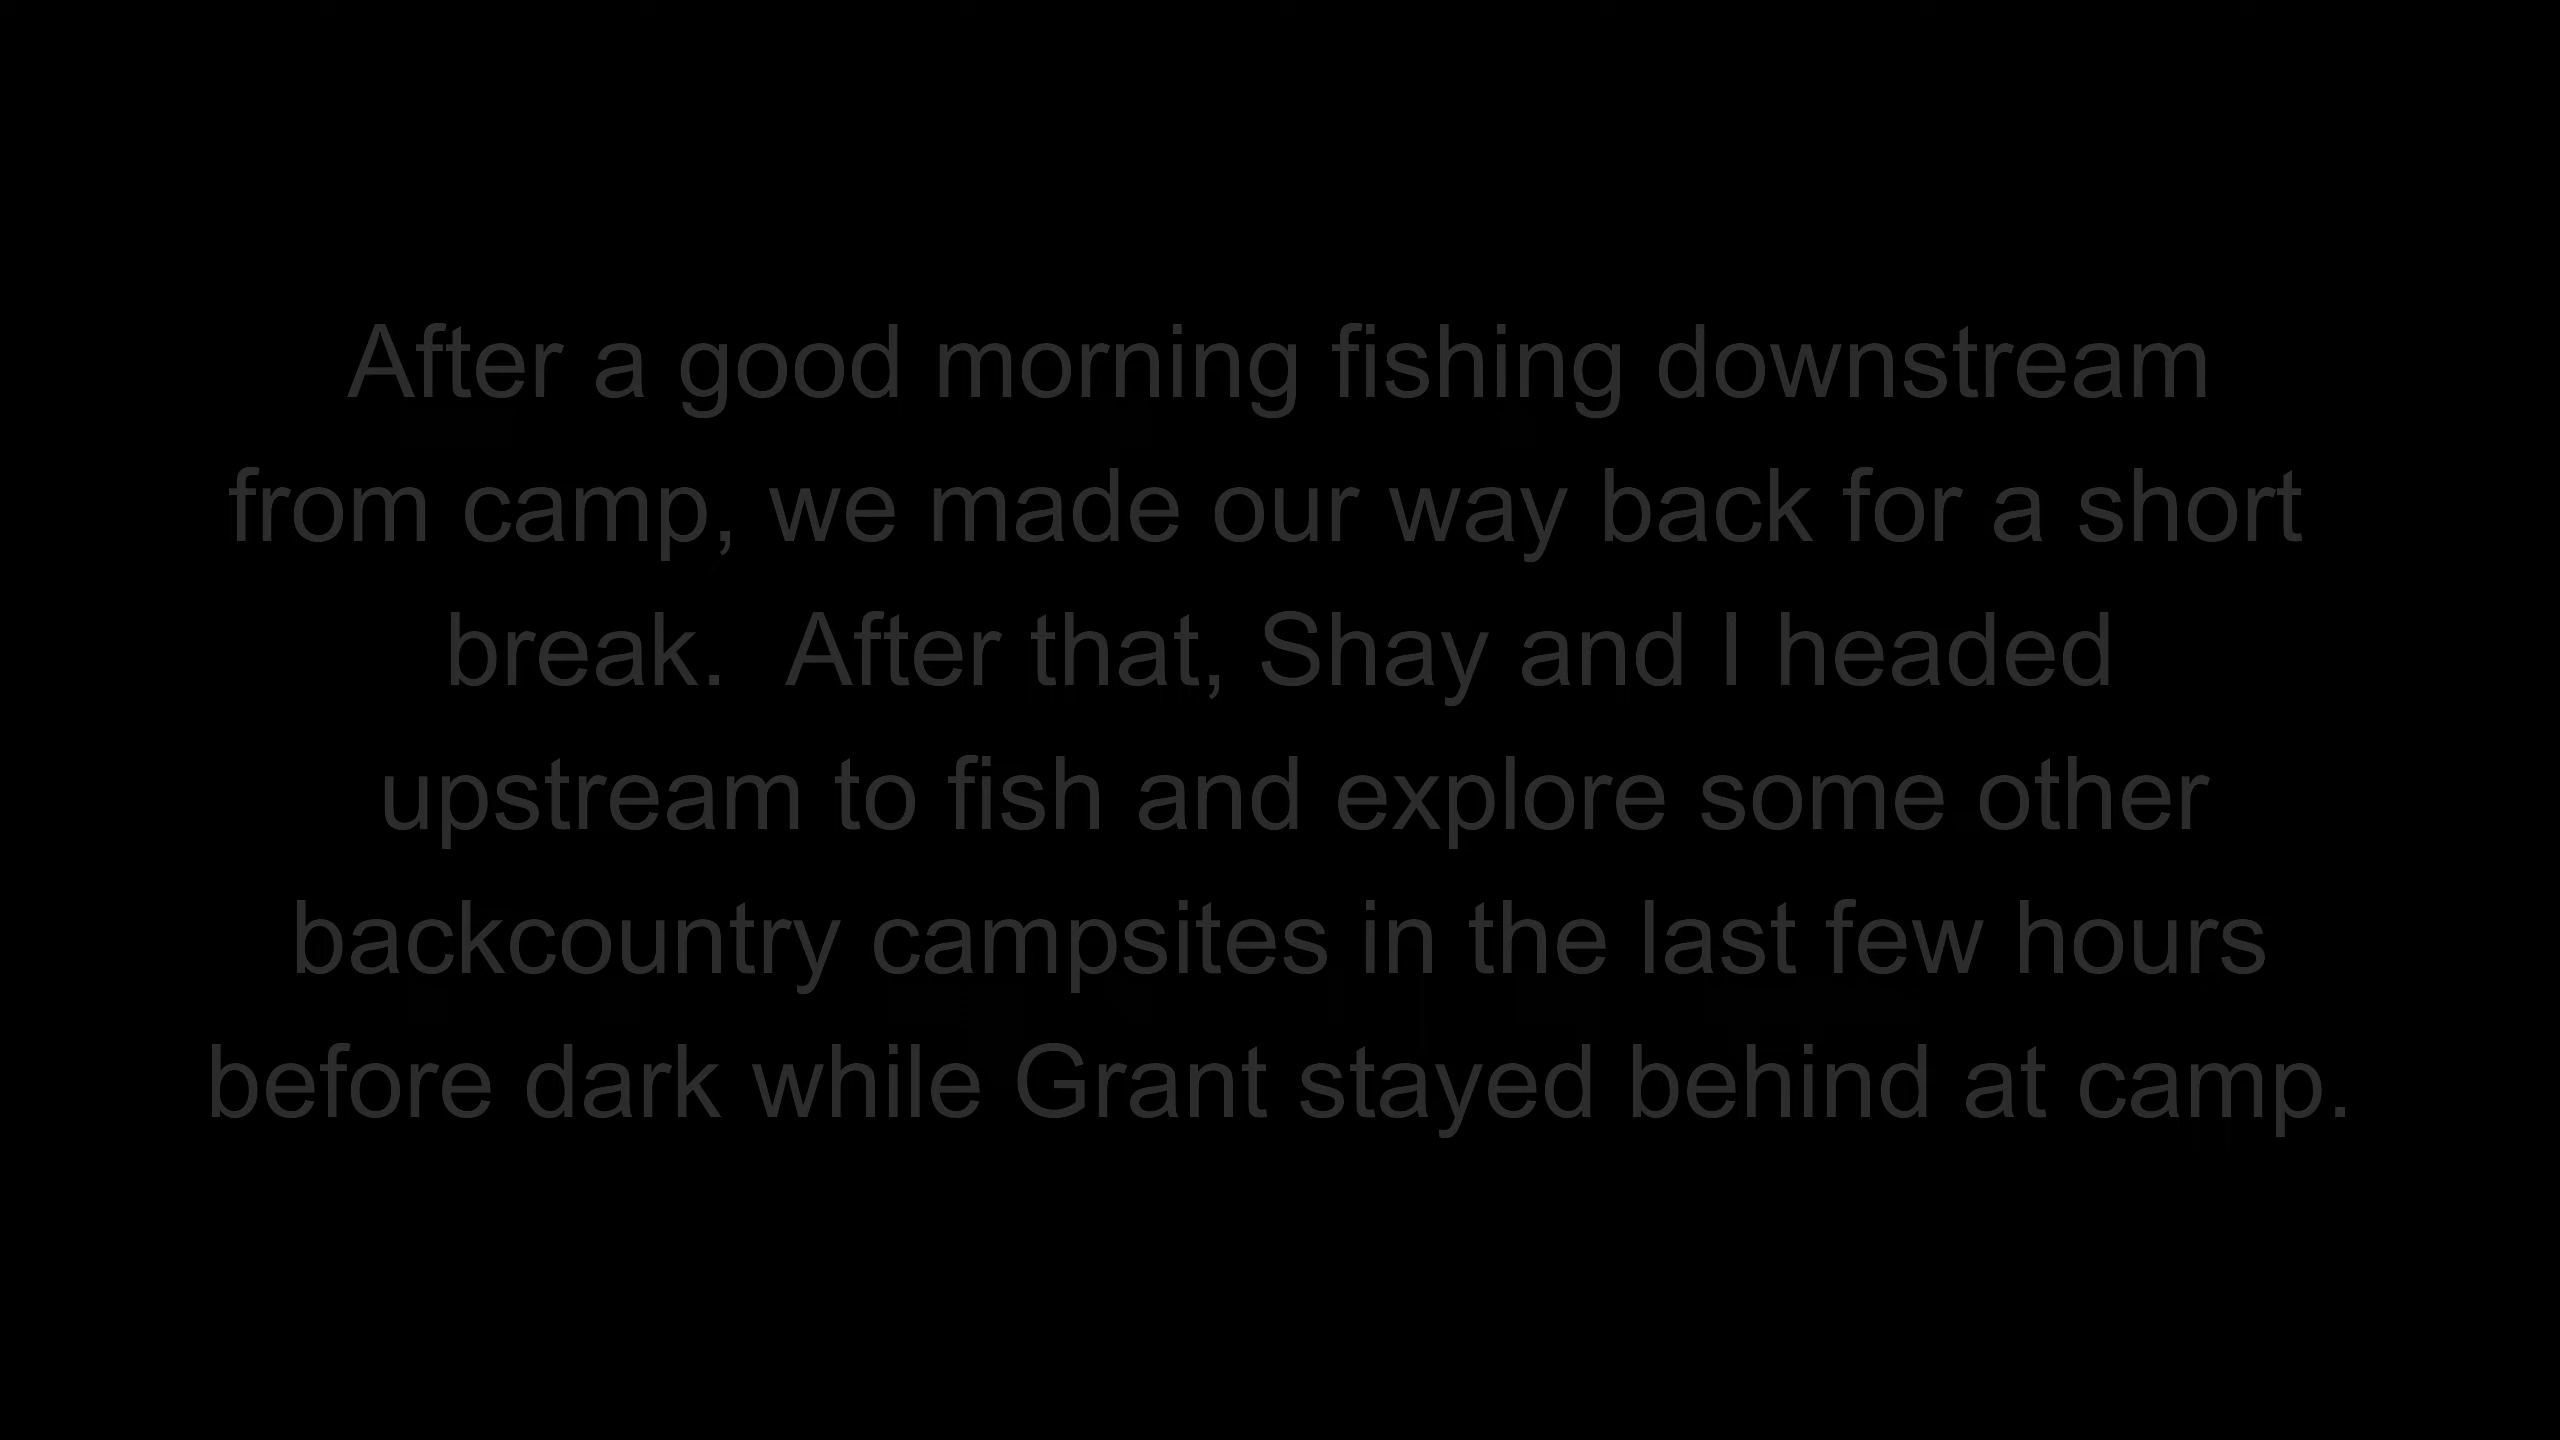 After a good morning fishing downstream
from camp, we made our way back for a short
break.  After that, Shay and I headed
upstream to fish and explore some other
backcountry campsites in the last few hours
before dark while Grant stayed behind at camp.